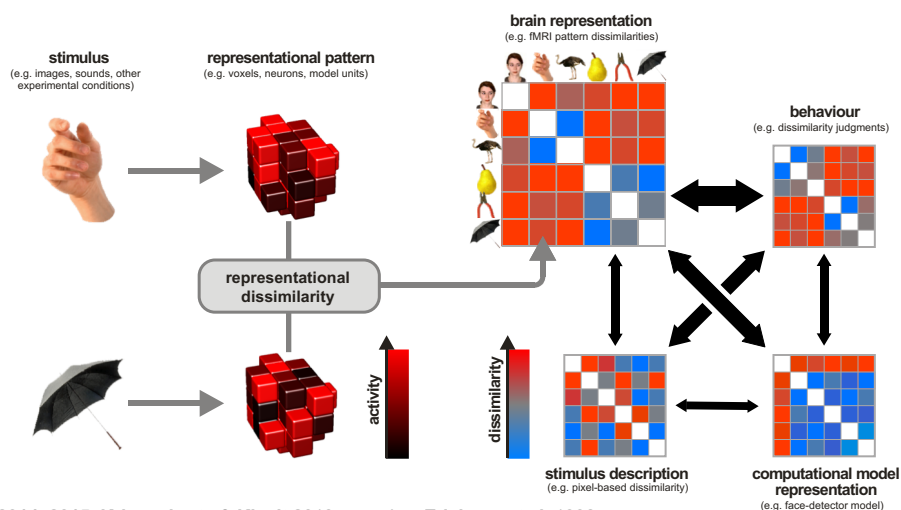 brain representation
(e.g. fMRI pattern dissimilarities)
stimulus
(e.g. images, sounds, other
experimental conditions)
representational pattern
(e.g. voxels, neurons, model units)
behaviour
(e.g. dissimilarity judgments)
representational
dissimilarity
activity
dissimilarity
stimulus description
(e.g. pixel-based dissimilarity)
computational model
representation
(e.g. face-detector model)